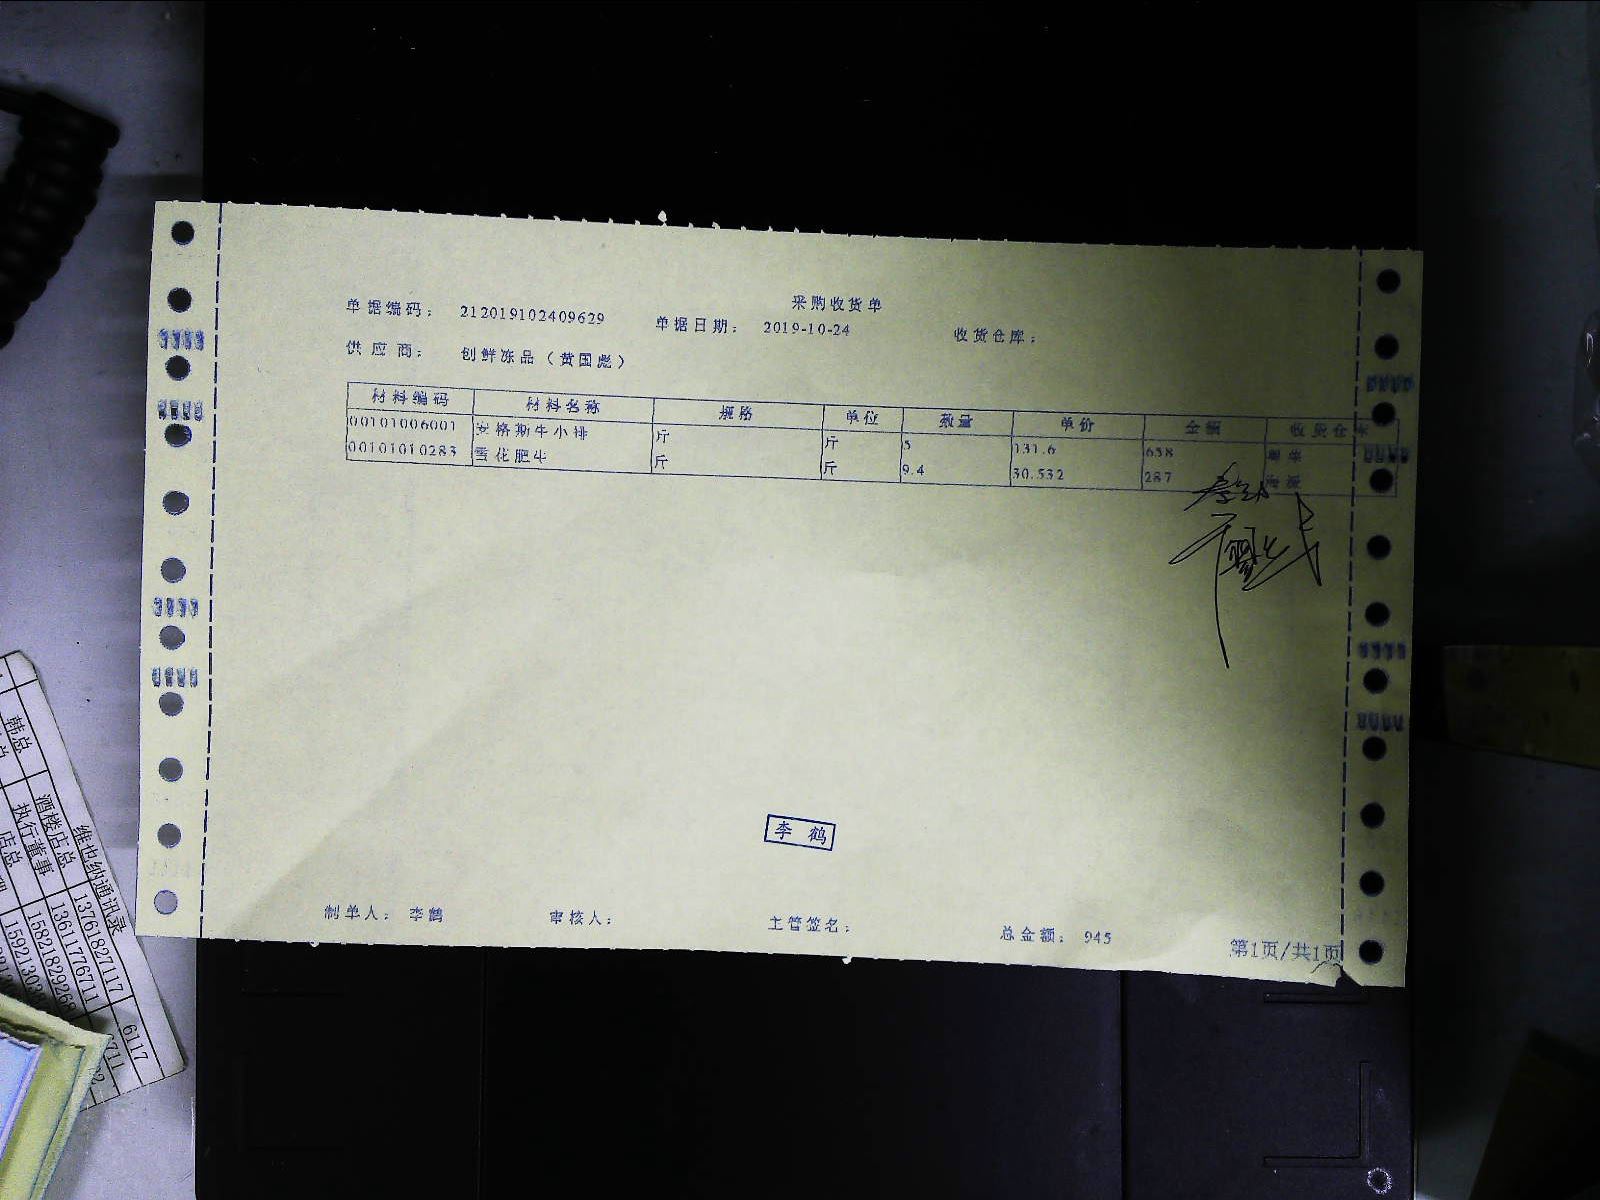 采购收货单
单据编码： 212019102409629 单据日期： 2019-10-24 收货仓库：
供应商： 创鲜冻品（黄国彪）
材料编码 材料名称 规格 单位 数量 单价 金额
00101006001 安格斯牛小排 斤 斤 5 131.6 658
00101010283 雪花肥牛 斤 斤 9.4 30.532 287
李鹤
制单人： 李鹤 审核人： 主管签名： 总金额： 945
第1页/共1页
维也纳通讯录
韩总 酒楼店总 13761827117 6117
执行董事 13611776711
店总 15821829268